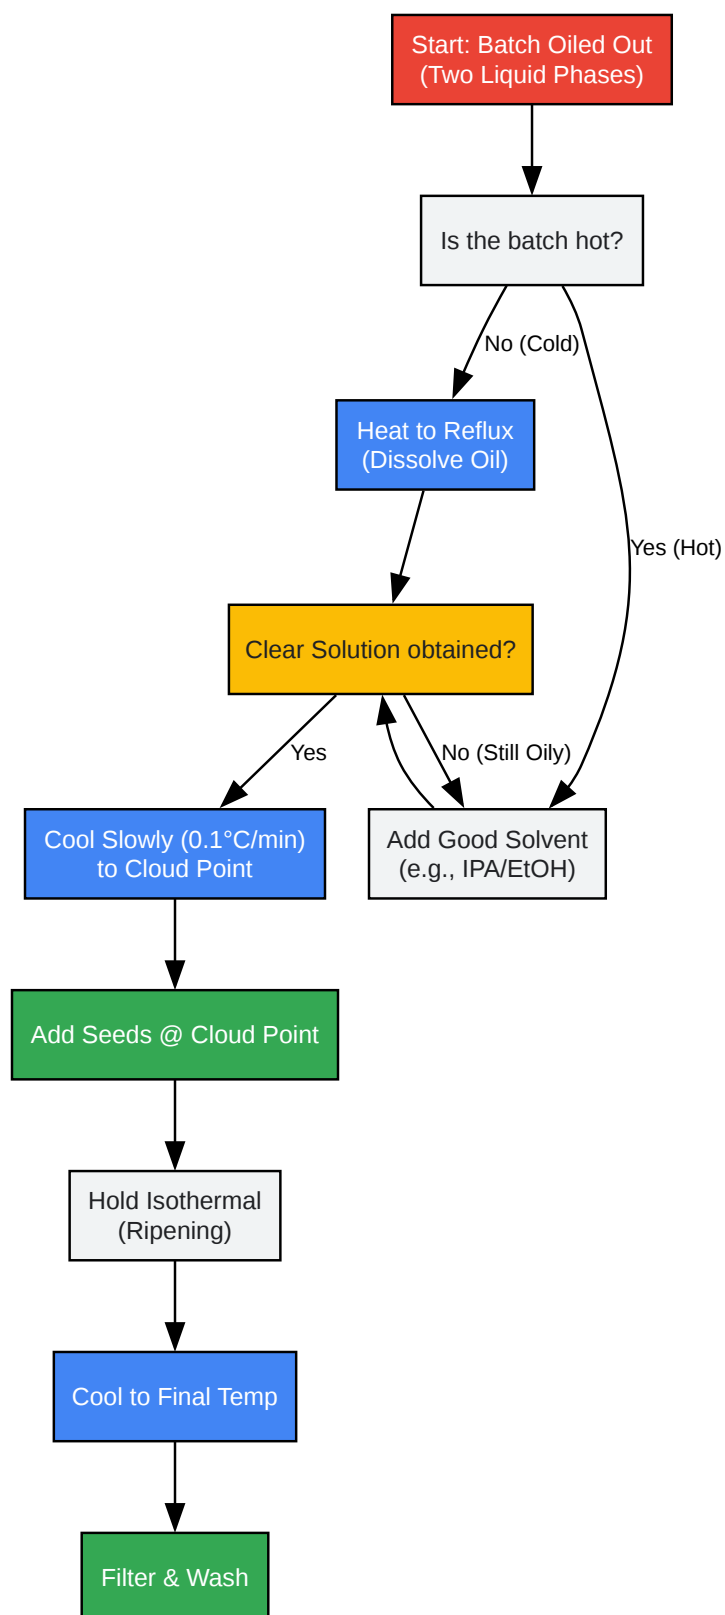 Start: Batch Oiled Out
(Two Liquid Phases)
Is the batch hot?
No (Cold)
Heat to Reflux
(Dissolve Oil)
Yes (Hot)
Clear Solution obtained?
Yes
No (Still Oily)
Cool Slowly (0.1°C/min)
to Cloud Point
Add Good Solvent
(e.g., IPA/EtOH)
Add Seeds @ Cloud Point
Hold Isothermal
(Ripening)
Cool to Final Temp
Filter & Wash